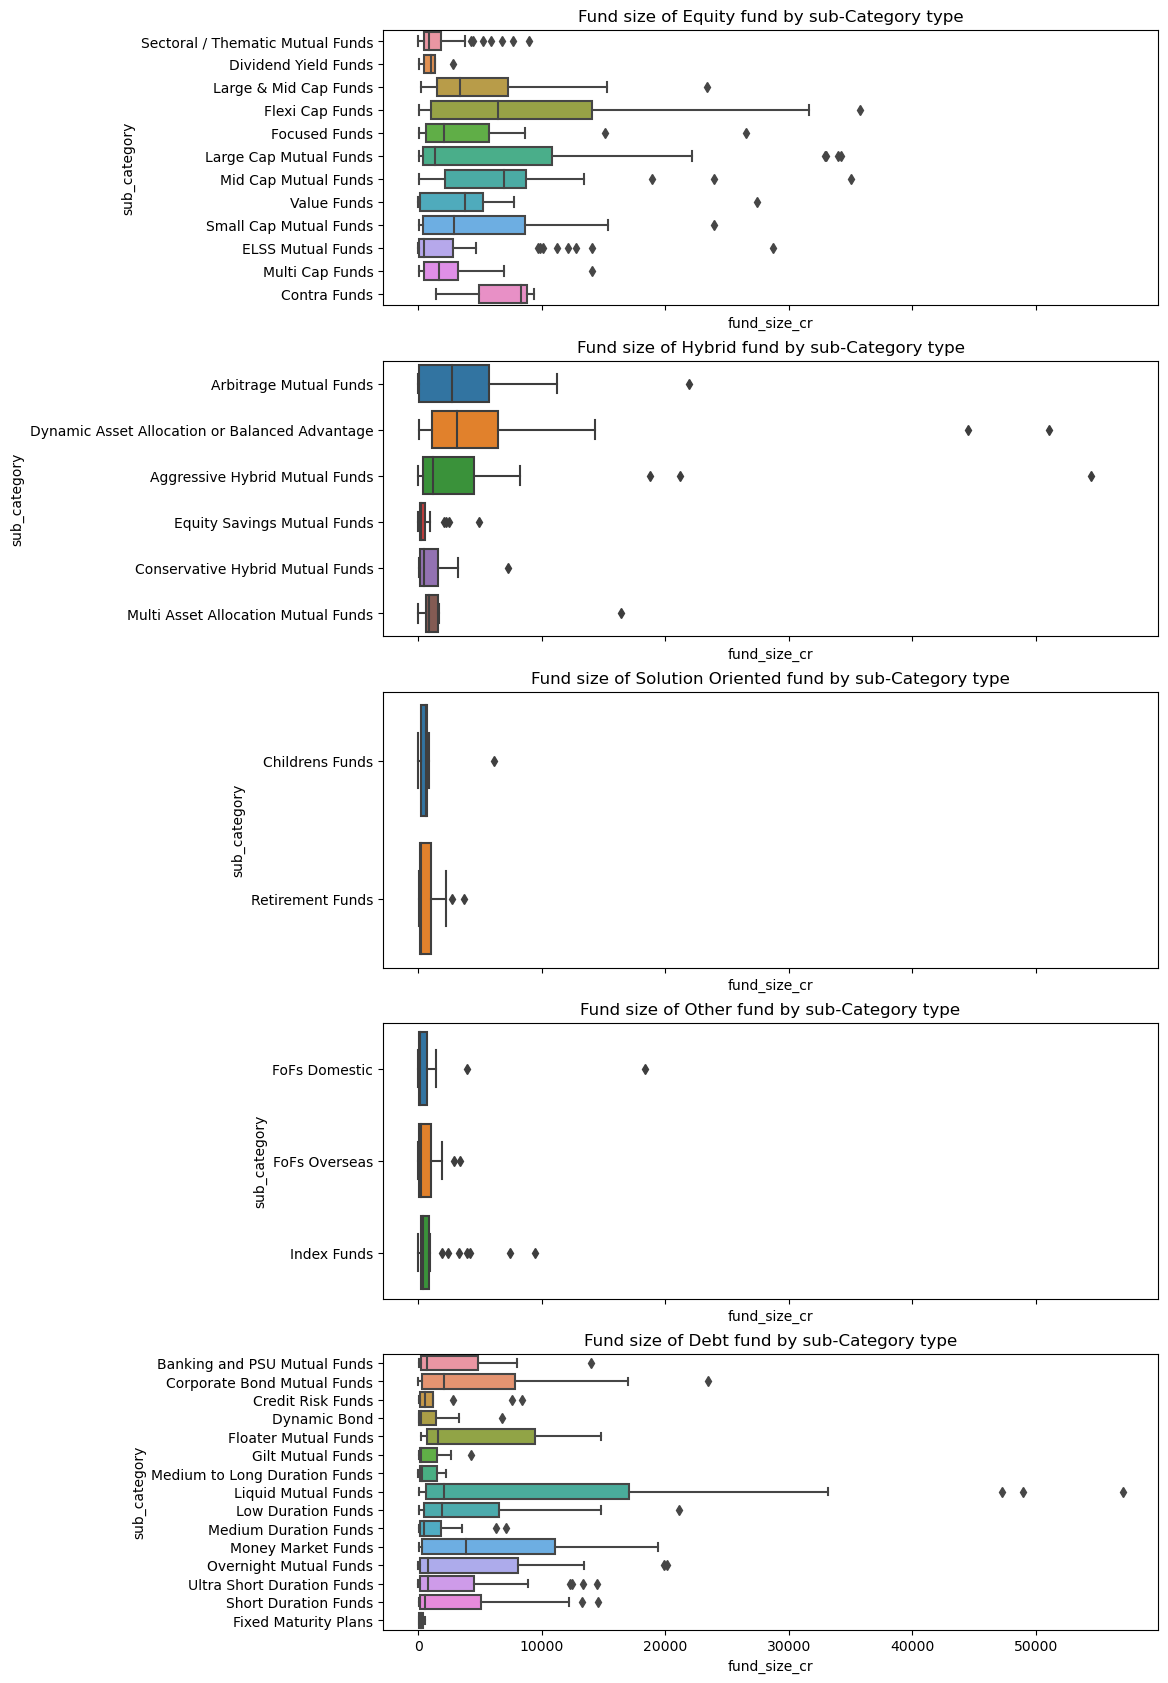 Fund size of Equity fund by sub-Category type
sub_category
Sectoral / Thematic Mutual Funds
Dividend Yield Funds
Large & Mid Cap Funds
Flexi Cap Funds
Focused Funds
Large Cap Mutual Funds
Mid Cap Mutual Funds
Value Funds
Small Cap Mutual Funds
ELSS Mutual Funds
Multi Cap Funds
Contra Funds
fund_size_cr
Fund size of Hybrid fund by sub-Category type
sub_category
Arbitrage Mutual Funds
Dynamic Asset Allocation or Balanced Advantage
Aggressive Hybrid Mutual Funds
Equity Savings Mutual Funds
Conservative Hybrid Mutual Funds
Multi Asset Allocation Mutual Funds
fund_size_cr
Fund size of Solution Oriented fund by sub-Category type
sub_category
Childrens Funds
Retirement Funds
fund_size_cr
Fund size of Other fund by sub-Category type
sub_category
FoFs Domestic
FoFs Overseas
Index Funds
fund_size_cr
Fund size of Debt fund by sub-Category type
sub_category
Banking and PSU Mutual Funds
Corporate Bond Mutual Funds
Credit Risk Funds
Dynamic Bond
Floater Mutual Funds
Gilt Mutual Funds
Medium to Long Duration Funds
Liquid Mutual Funds
Low Duration Funds
Medium Duration Funds
Money Market Funds
Overnight Mutual Funds
Ultra Short Duration Funds
Short Duration Funds
Fixed Maturity Plans
0 10000 20000 30000 40000 50000
fund_size_cr